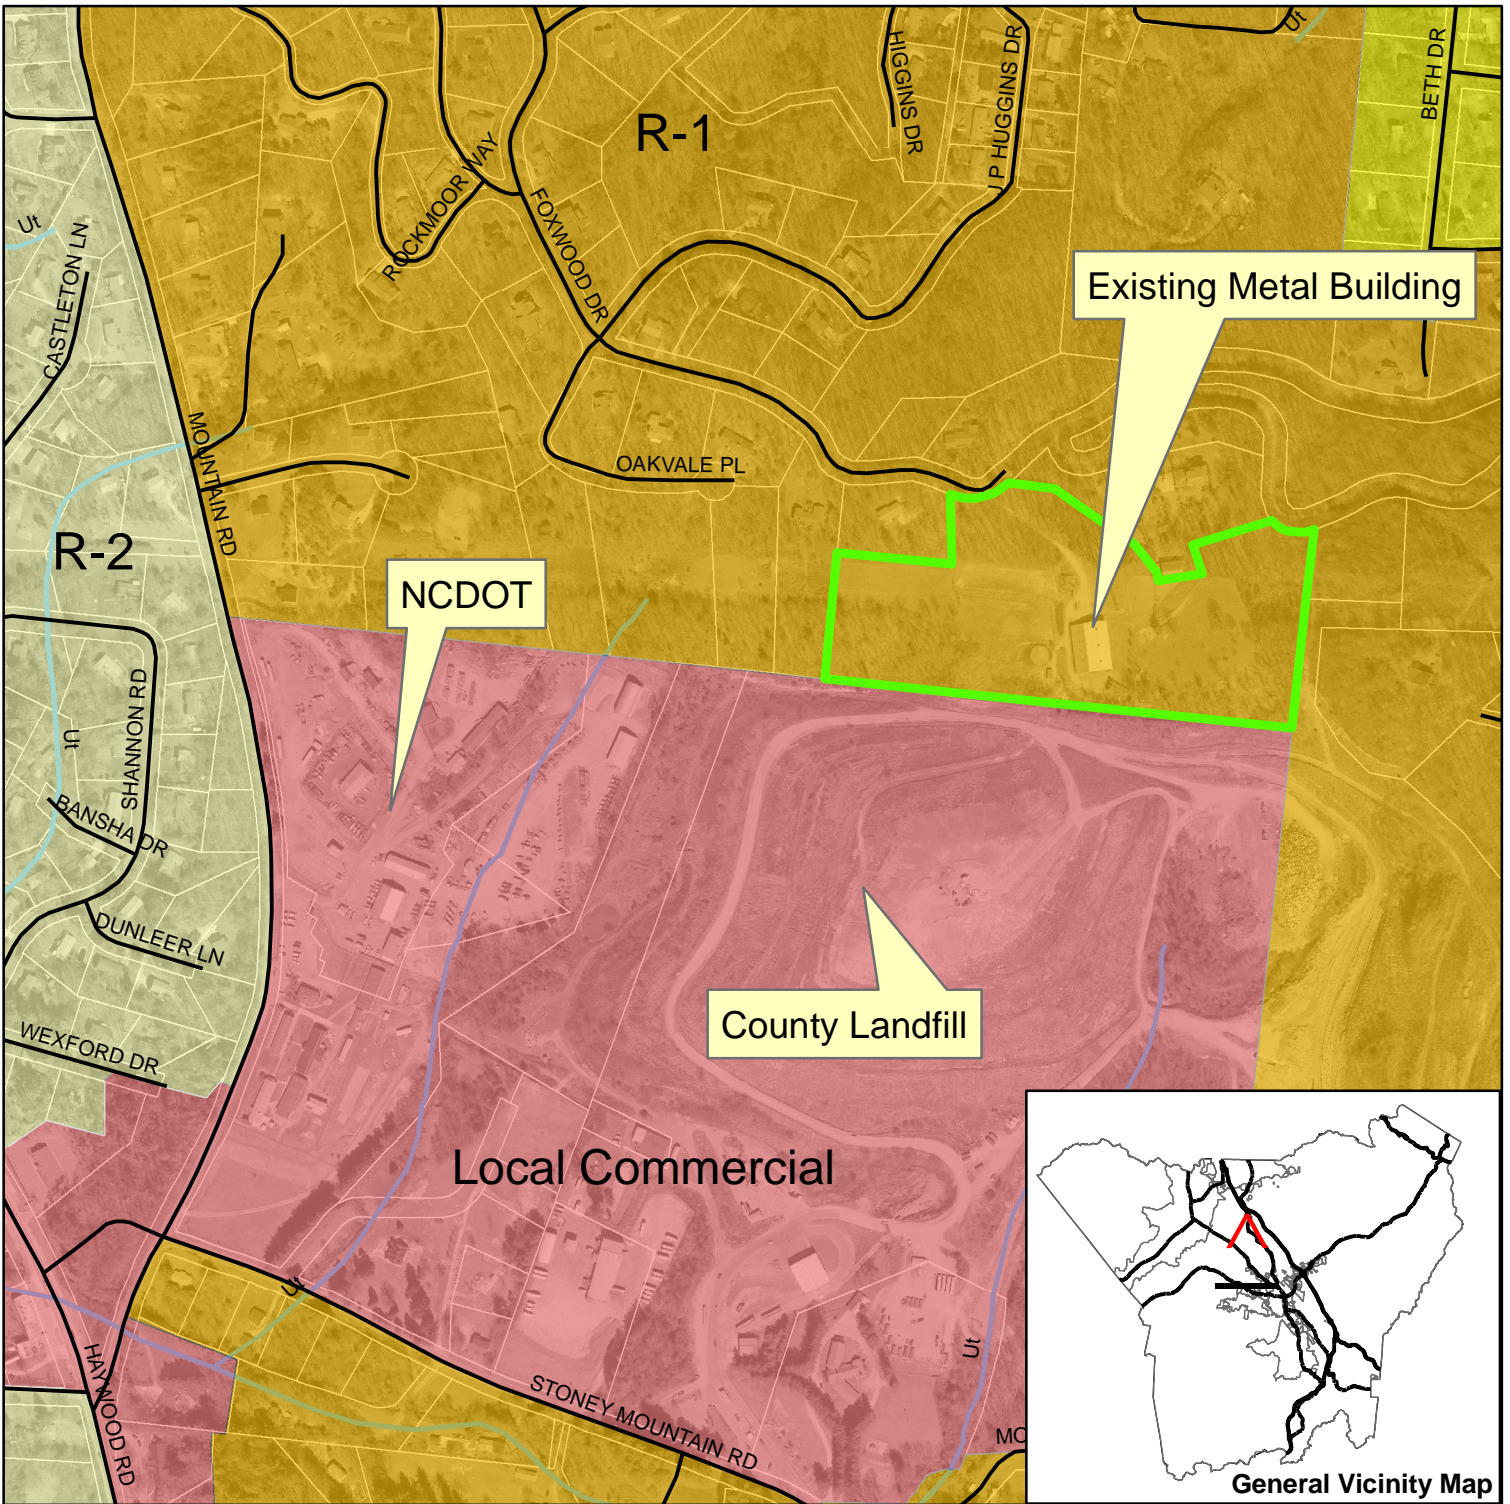 Ut
HIGGINS DR
J P HUGGINS DR
BETH DR
R-1
ROCKMOOR WAY
FOXWOOD DR
Ut
CASTLETON LN
Existing Metal Building
MOUNTAIN RD
OAKVALE PL
R-2
NCDOT
SHANNON RD
Ut
BANSHA DR
DUNLEER LN
County Landfill
WEXFORD DR
Local Commercial
Ut
Ut
HAYWOOD RD
STONEY MOUNTAIN RD
MO
General Vicinity Map